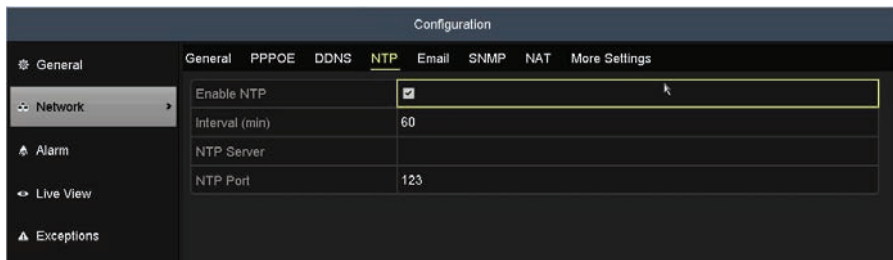 Configuration
General
Network
Alarm
Live View
Exceptions
General PPPOE DDNS NTP Email SNMP NAT More Settings
Enable NTP
Interval (min) 60
NTP Server
NTP Port 123